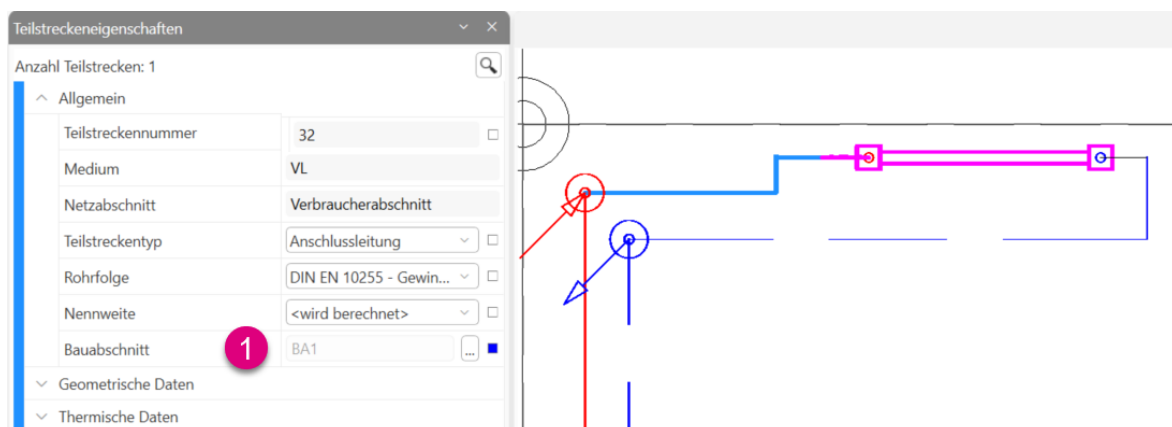 Teilstreckeneigenschaften
Anzahl Teilstrecken: 1
Allgemein
Teilstreckennummer 32
Medium VL
Netzabschnitt Verbraucherabschnitt
Teilstreckentyp Anschlussleitung
Rohrfolge DIN EN 10255 - Gewin...
Nennweite <wird berechnet>
Bauabschnitt 1 BA1 ...
Geometrische Daten
Thermische Daten